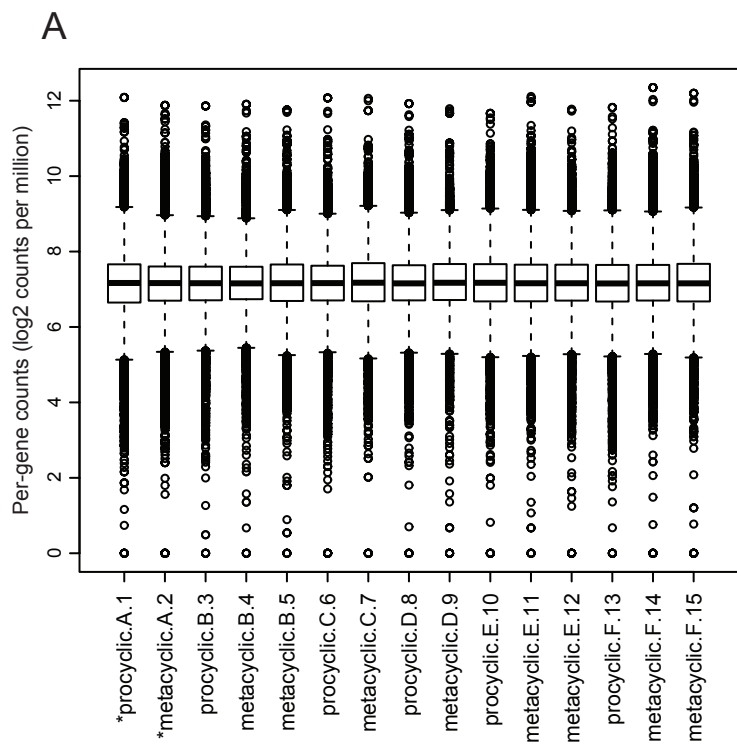 A
Per-gene counts (log2 counts per million)
12
10
8
6
4
2
0
*procyclic.A.1
*metacyclic.A.2
procyclic.B.3
metacyclic.B.4
metacyclic.B.5
procyclic.C.6
metacyclic.C.7
procyclic.D.8
metacyclic.D.9
procyclic.E.10
metacyclic.E.11
metacyclic.E.12
procyclic.F.13
metacyclic.F.14
metacyclic.F.15